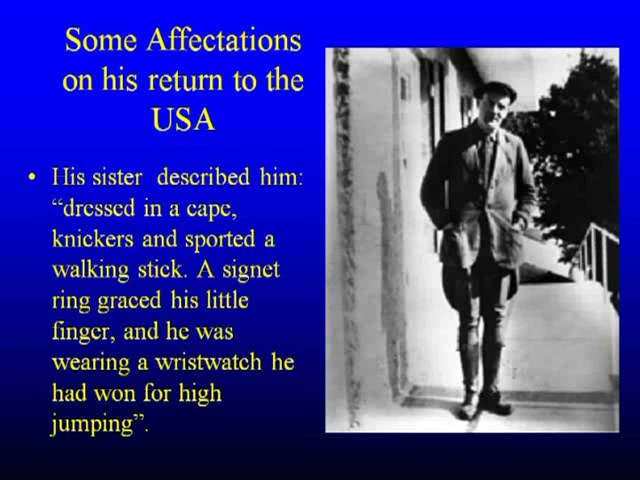 Some Affectations
on his return to the
USA
• His sister described him:
“dressed in a cape,
knickers and sported a
walking stick. A signet
ring graced his little
finger, and he was
wearing a wristwatch he
had won for high
jumping”.